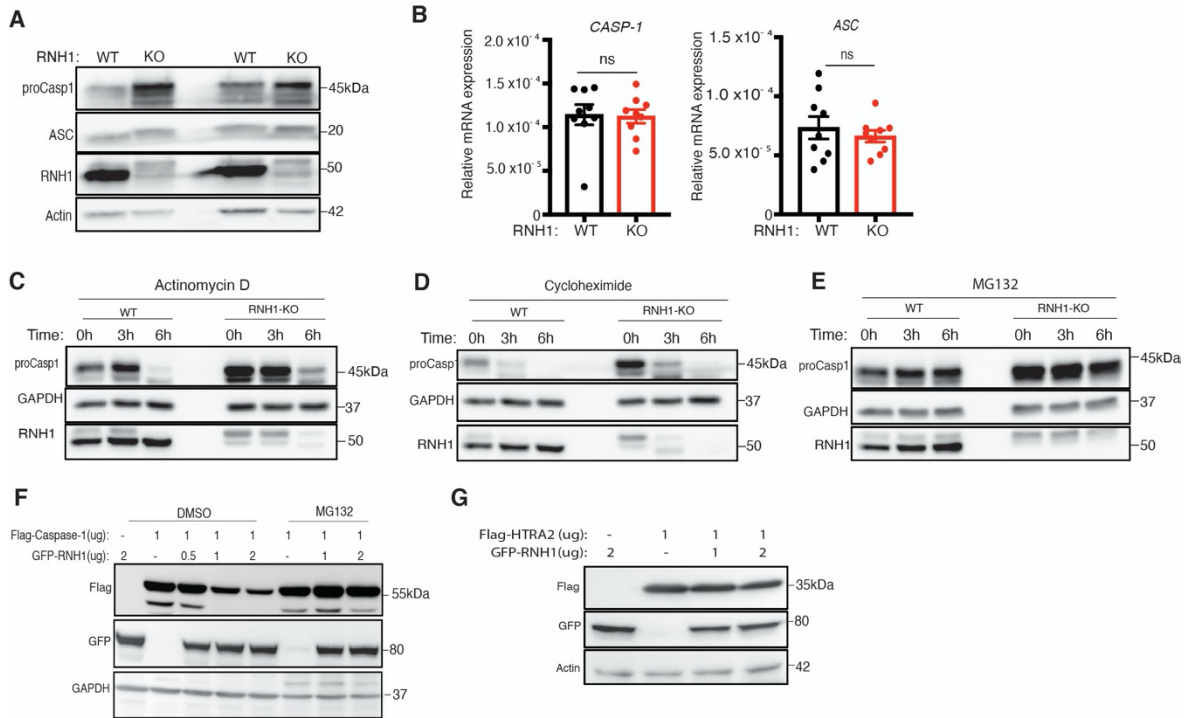 A
RNH1: WT KO WT KO
proCasp1 45kDa
ASC 20
RNH1 50
Actin 42
B
CASP-1
Relative mRNA expression
2.0 x10⁻⁴
1.5 x10⁻⁴
1.0 x10⁻⁴
5.0 x10⁻⁵
0
ns
RNH1: WT KO
ASC
Relative mRNA expression
1.5 x10⁻⁴
1.0 x10⁻⁴
5.0 x10⁻⁵
0
ns
RNH1: WT KO
C
Actinomycin D
WT RNH1-KO
Time: 0h 3h 6h 0h 3h 6h
proCasp1 45kDa
GAPDH 37
RNH1 50
D
Cycloheximide
WT RNH1-KO
Time: 0h 3h 6h 0h 3h 6h
proCasp 45kDa
GAPDH 37
RNH1 50
E
MG132
WT RNH1-KO
Time: 0h 3h 6h 0h 3h 6h
proCasp1 45kDa
GAPDH 37
RNH1 50
F
DMSO MG132
Flag-Caspase-1(ug) - 1 1 1 1 1 1 1
GFP-RNH1(ug): 2 - 0.5 1 2 - 1 2
Flag 55kDa
GFP 80
GAPDH 37
G
Flag-HTRA2 (ug) - 1 1 1
GFP-RNH1(ug): 2 - 1 2
Flag 35kDa
GFP 80
Actin 42